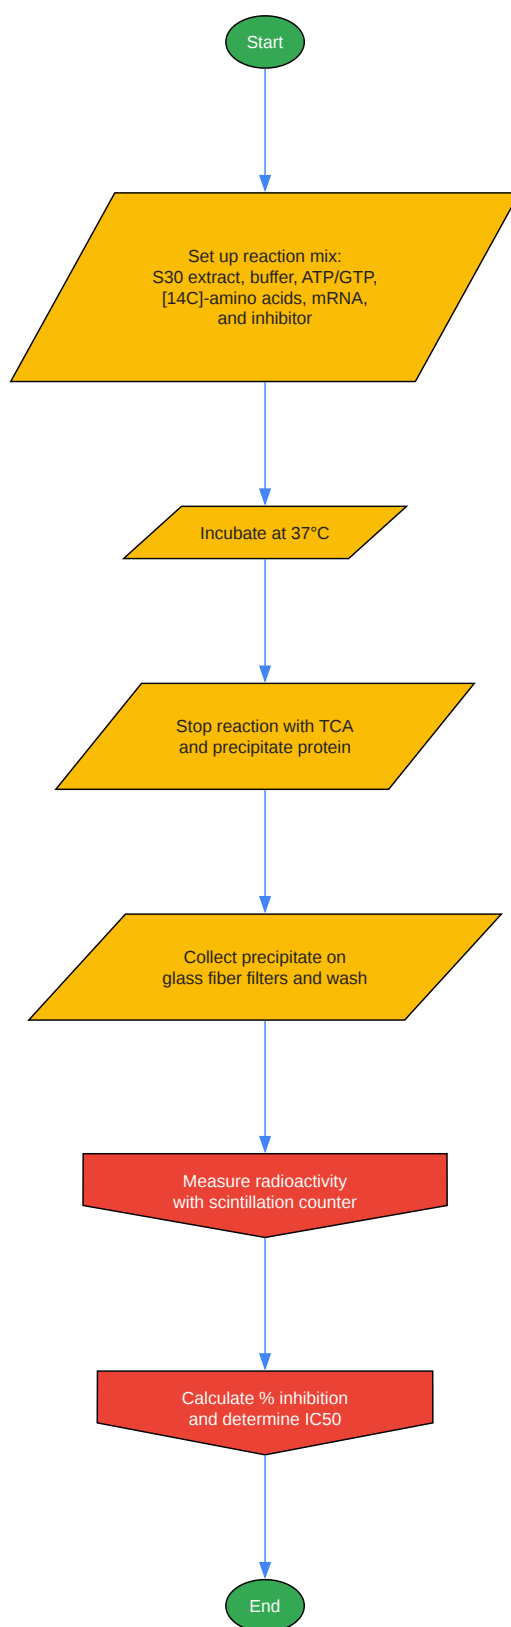 Start
Set up reaction mix:
S30 extract, buffer, ATP/GTP,
[14C]-amino acids, mRNA,
and inhibitor
Incubate at 37°C
Stop reaction with TCA
and precipitate protein
Collect precipitate on
glass fiber filters and wash
Measure radioactivity
with scintillation counter
Calculate % inhibition
and determine IC50
End